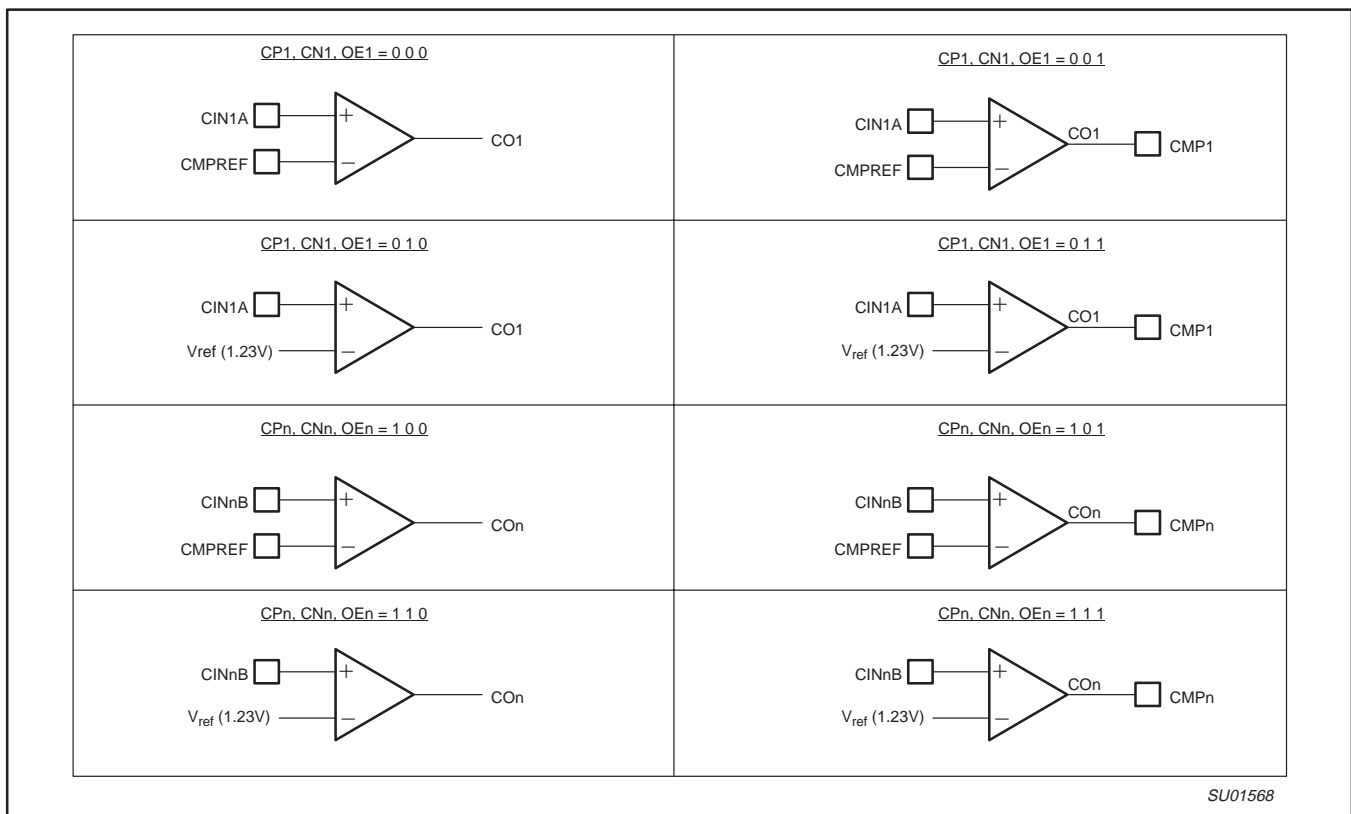 CP1, CN1, OE1 = 0 0 0
CIN1A
CMPREF
+
–
CO1
CP1, CN1, OE1 = 0 0 1
CIN1A
CMPREF
+
–
CO1
CMP1
CP1, CN1, OE1 = 0 1 0
CIN1A
Vref (1.23V)
+
–
CO1
CP1, CN1, OE1 = 0 1 1
CIN1A
Vref (1.23V)
+
–
CO1
CMP1
CPn, CNn, OEn = 1 0 0
CINnB
CMPREF
+
–
COn
CPn, CNn, OEn = 1 0 1
CINnB
CMPREF
+
–
COn
CMPn
CPn, CNn, OEn = 1 1 0
CINnB
Vref (1.23V)
+
–
COn
CPn, CNn, OEn = 1 1 1
CINnB
Vref (1.23V)
+
–
COn
CMPn
SU01568